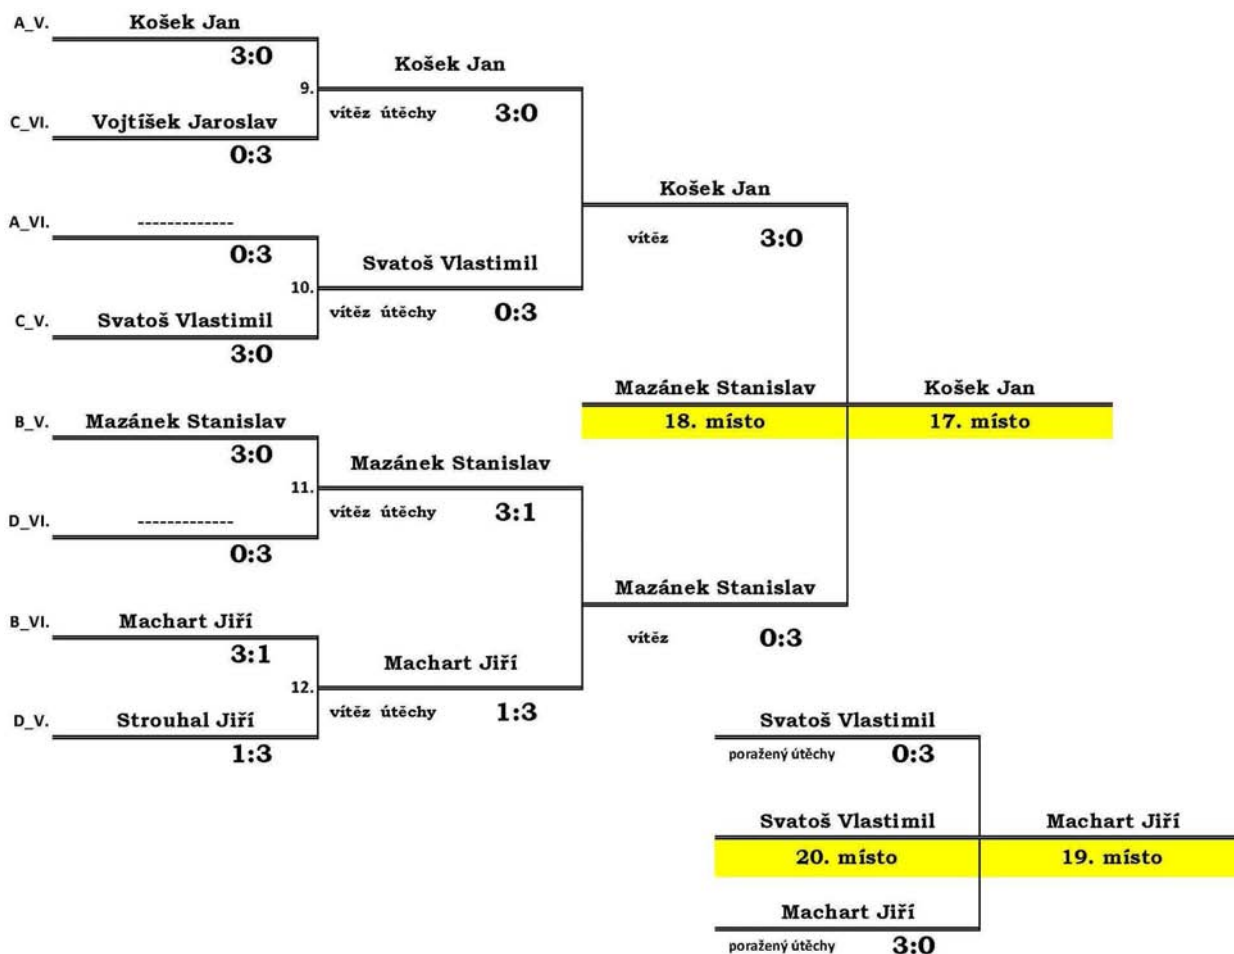 A_V. Košek Jan
3:0
9. Košek Jan
vítěz útěchy 3:0
C_VI. Vojtíšek Jaroslav
0:3
Košek Jan
vítěz 3:0
A_VI. -------------
0:3
10. Svatoš Vlastimil
vítěz útěchy 0:3
C_V. Svatoš Vlastimil
3:0
Mazánek Stanislav Košek Jan
18. místo 17. místo
B_V. Mazánek Stanislav
3:0
11. Mazánek Stanislav
vítěz útěchy 3:1
D_VI. -------------
0:3
Mazánek Stanislav
vítěz 0:3
B_VI. Machart Jiří
3:1
12. Machart Jiří
vítěz útěchy 1:3
D_V. Strouhal Jiří
1:3
Svatoš Vlastimil
poražený útěchy 0:3
Svatoš Vlastimil Machart Jiří
20. místo 19. místo
Machart Jiří
poražený útěchy 3:0